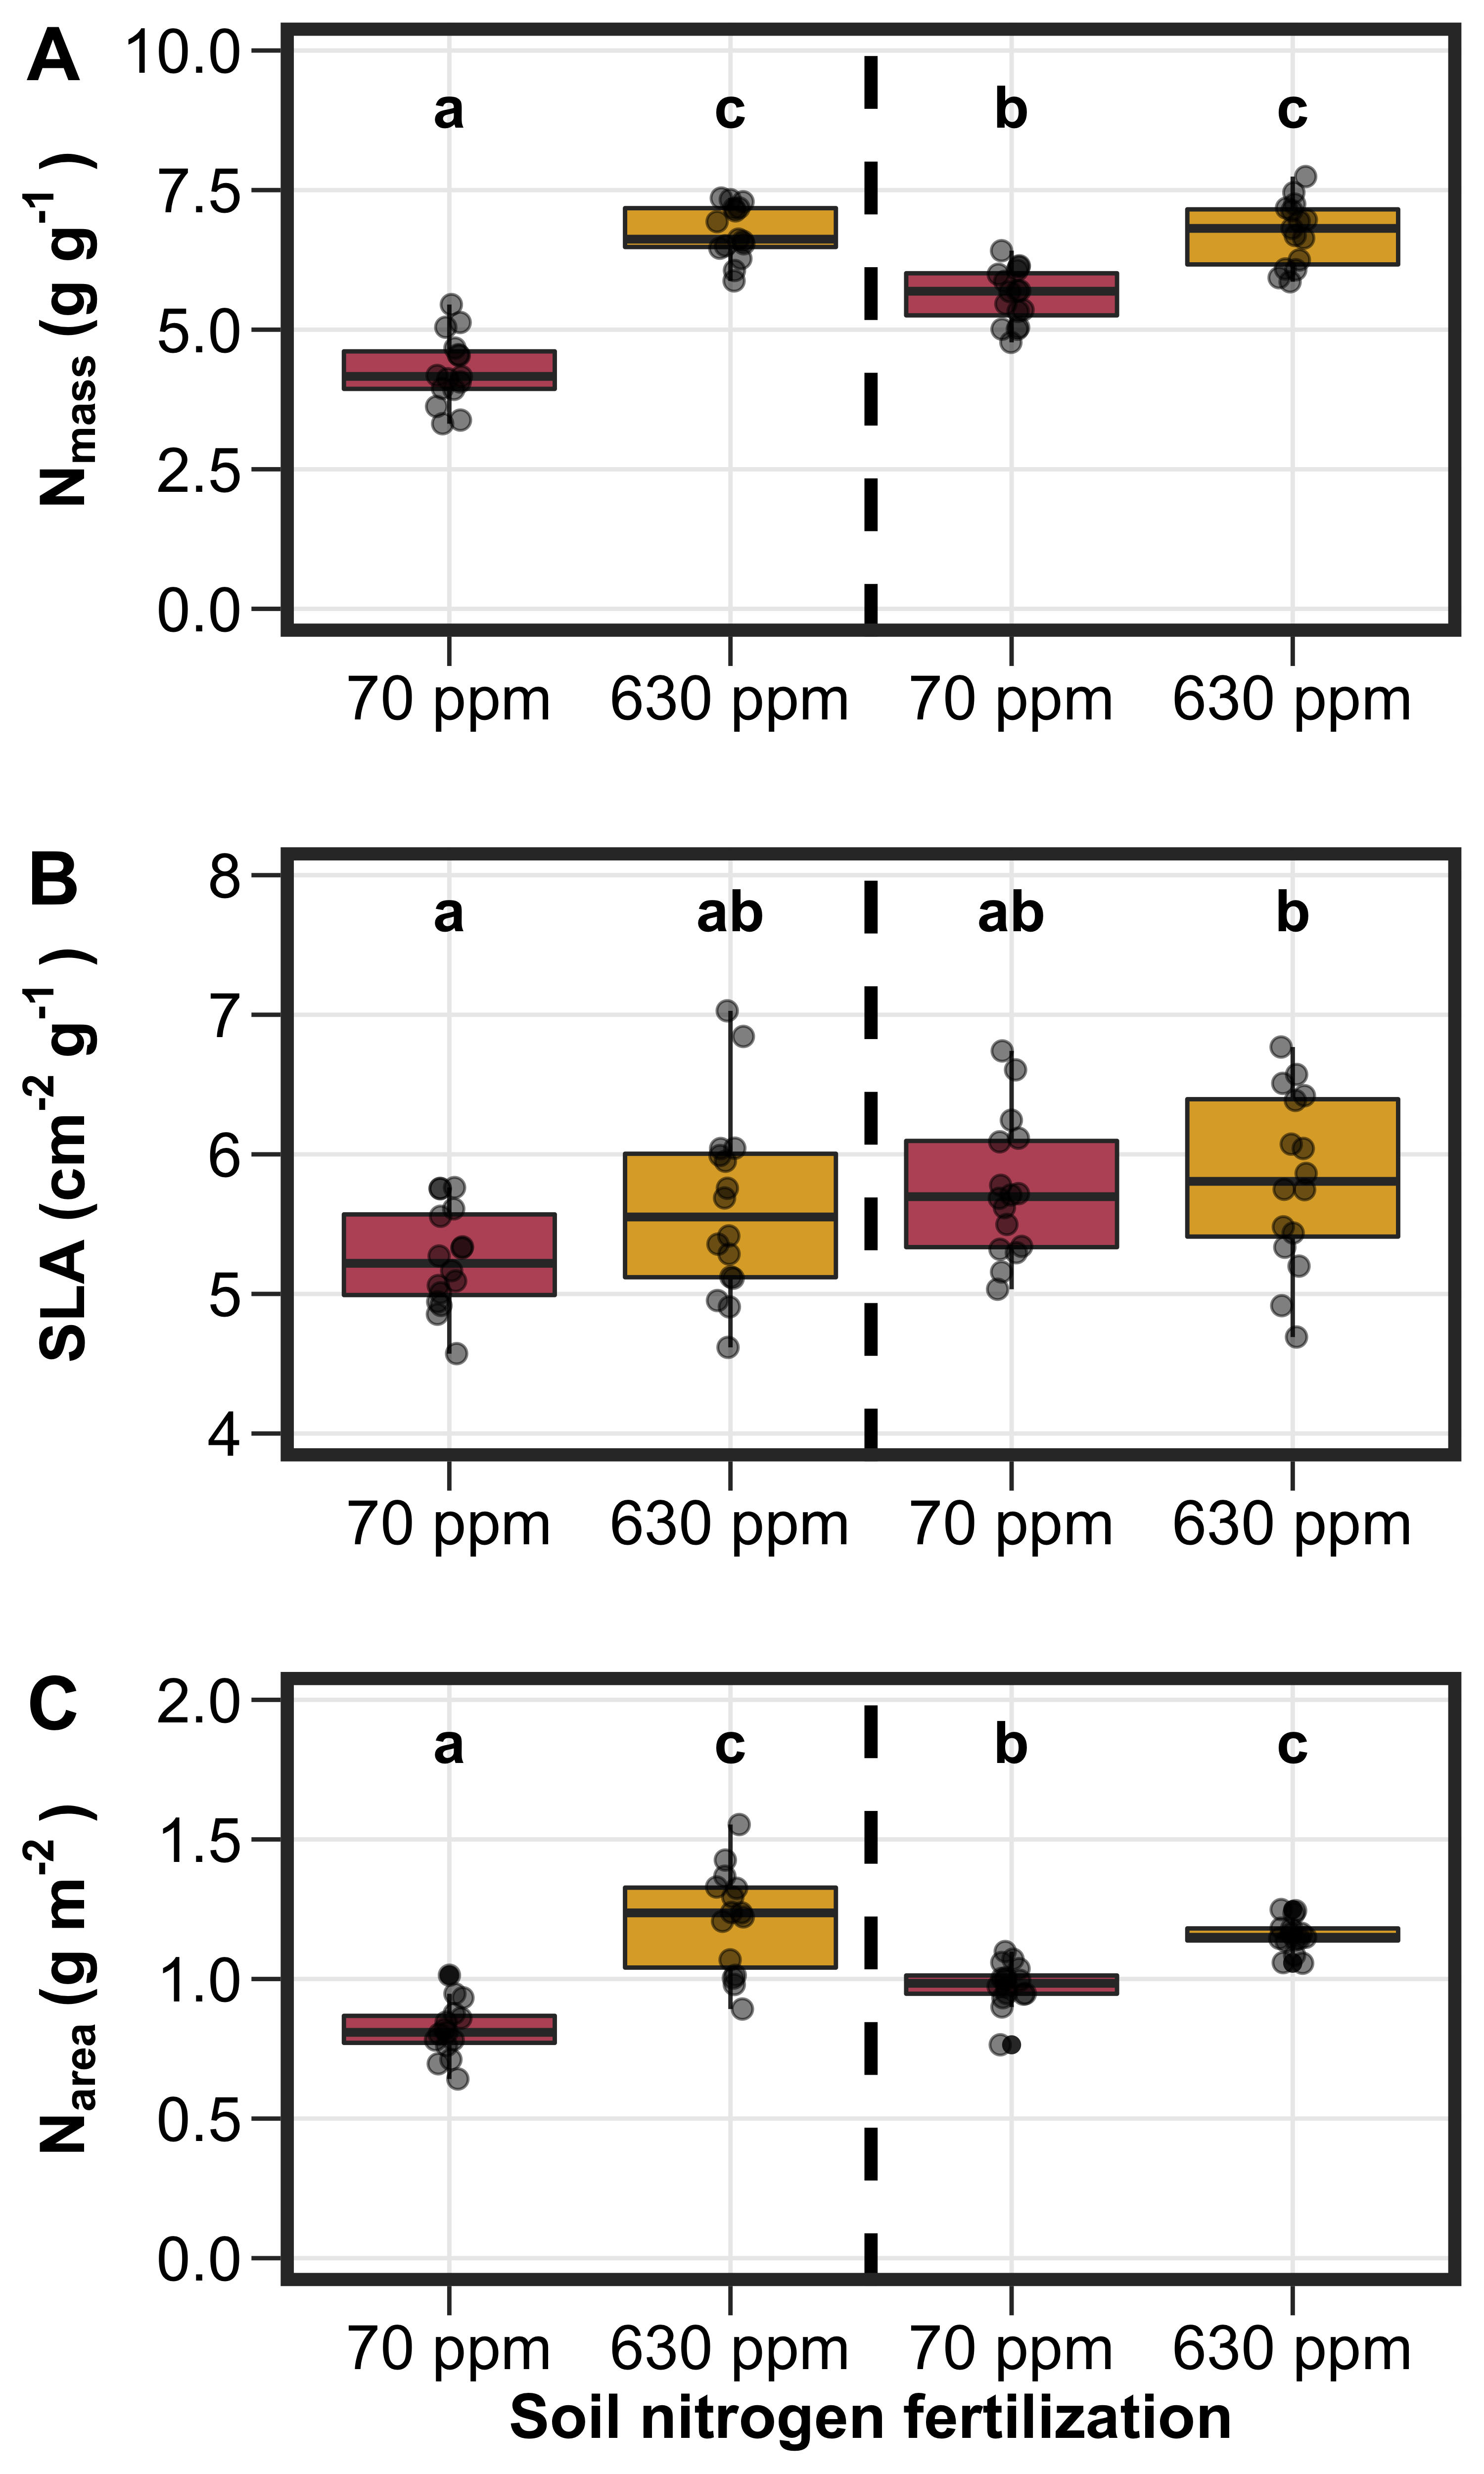 A
10.0
7.5
5.0
2.5
0.0
Nmass (g g-1 )
a c b c
70 ppm 630 ppm 70 ppm 630 ppm
B
8
7
6
5
4
SLA (cm-2 g-1 )
a ab ab b
70 ppm 630 ppm 70 ppm 630 ppm
C
2.0
1.5
1.0
0.5
0.0
Narea (g m-2 )
a c b c
70 ppm 630 ppm 70 ppm 630 ppm
Soil nitrogen fertilization